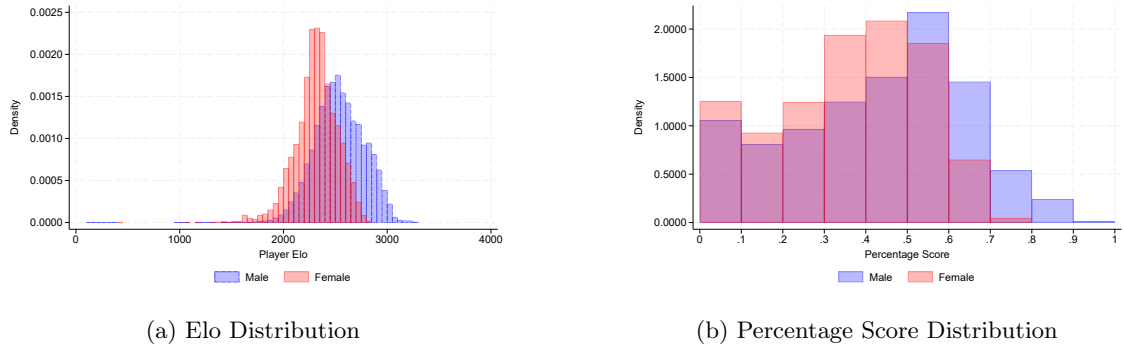 0.0025
0.0020
0.0015
0.0010
0.0005
0.0000
Density
0 1000 2000 3000 4000
Player Elo
Male Female
(a) Elo Distribution
2.0000
1.5000
1.0000
0.5000
0.0000
Density
0 .1 .2 .3 .4 .5 .6 .7 .8 .9 1
Percentage Score
Male Female
(b) Percentage Score Distribution